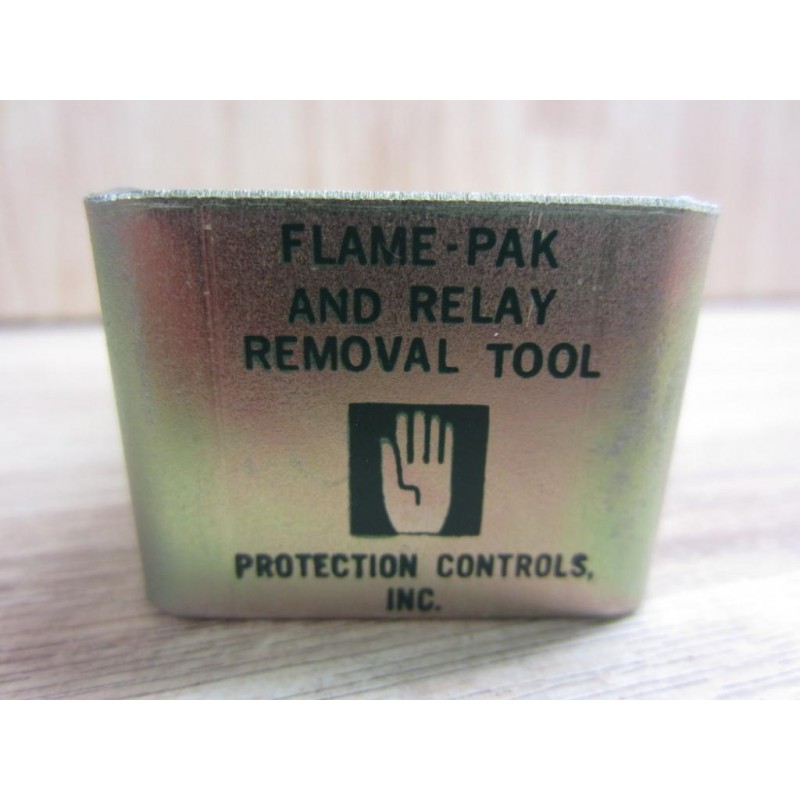 FLAME-PAK
AND RELAY
REMOVAL TOOL
PROTECTION CONTROLS,
INC.